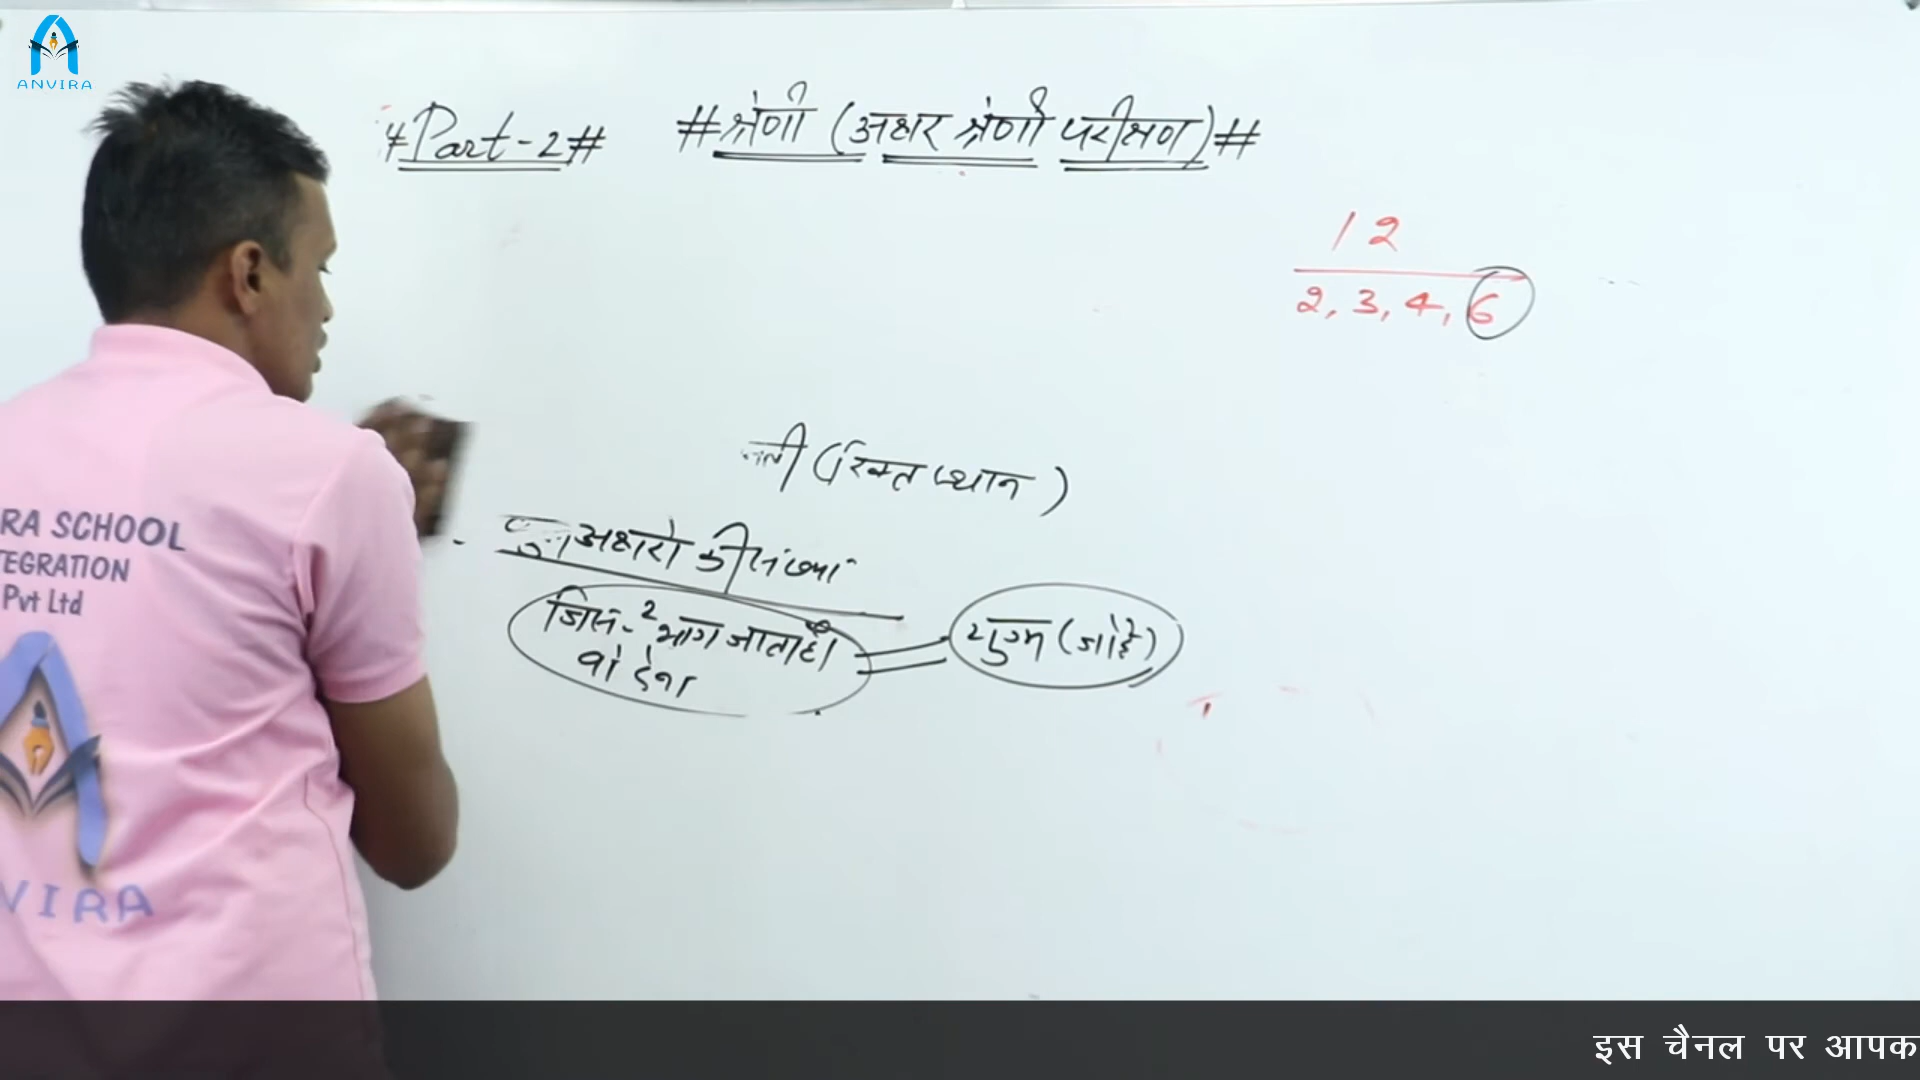 ANVIRA
#Part-2#
#श्रेणी (अक्षर श्रेणी परीक्षण)#
12
2, 3, 4, 6
(रिक्त स्थान)
अक्षरो की संख्या
जिस-2 भाग जाता है।
वो देना
युग्म (जोड़े)
RA SCHOOL
TEGRATION
Pvt Ltd
VIRA
इस चैनल पर आपक